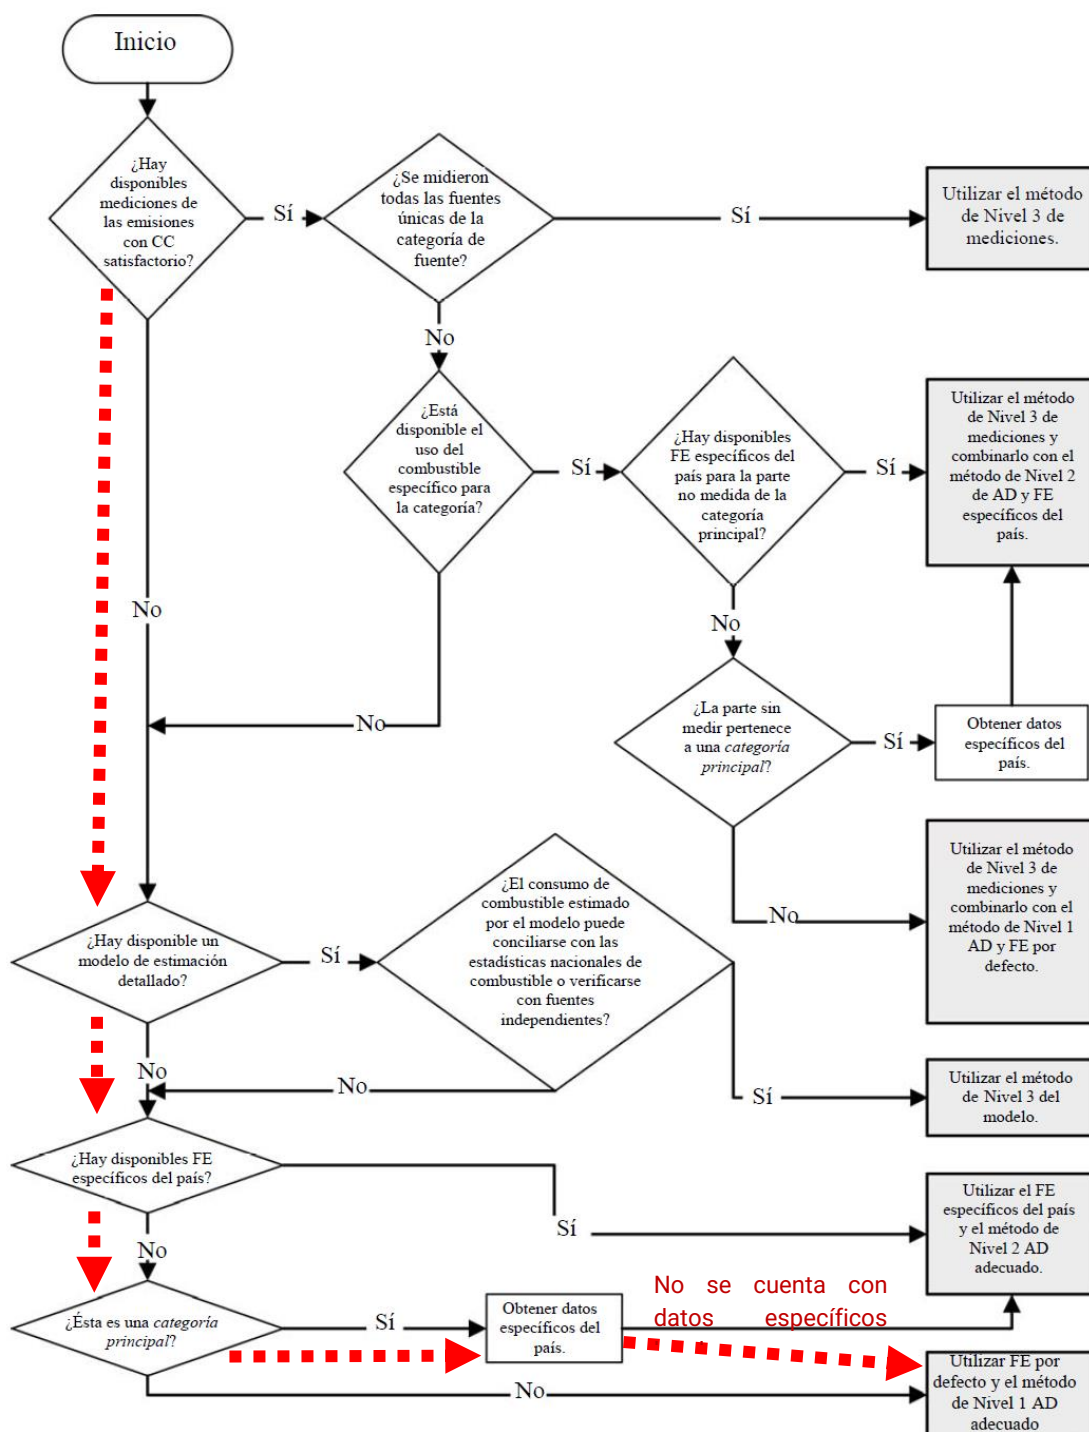 Inicio
¿Hay
disponibles
mediciones de
las emisiones
con CC
satisfactorio?
Sí
¿Se midieron
todas las fuentes
únicas de la
categoría de
fuente?
Sí
Utilizar el método
de Nivel 3 de
mediciones.
No
¿Está
disponible el
uso del
combustible
específico para
la categoría?
Sí
¿Hay disponibles
FE específicos del
país para la parte
no medida de la
categoría
principal?
Sí
Utilizar el método
de Nivel 3 de
mediciones y
combinarlo con el
método de Nivel 2
de AD y FE
específicos del
país.
No
No
¿La parte sin
medir pertenece
a una categoría
principal?
Sí
Obtener datos
específicos del
país.
No
No
Utilizar el método
de Nivel 3 de
mediciones y
combinarlo con el
método de Nivel 1
AD y FE por
defecto.
¿Hay disponible un
modelo de estimación
detallado?
Sí
¿El consumo de
combustible estimado
por el modelo puede
conciliarse con las
estadísticas nacionales de
combustible o verificarse
con fuentes
independientes?
No
No
Sí
Utilizar el método
de Nivel 3 del
modelo.
¿Hay disponibles FE
específicos del país?
Sí
Utilizar el FE
específicos del país
y el método de
Nivel 2 AD
adecuado.
No
¿Ésta es una categoría
principal?
Sí
Obtener datos
específicos del
país.
No se cuenta con
datos específicos
No
Utilizar FE por
defecto y el método
de Nivel 1 AD
adecuado